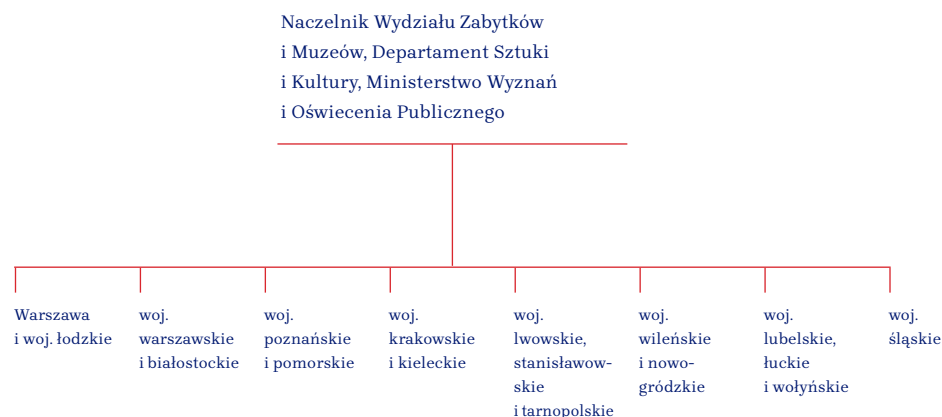 Naczelnik Wydziału Zabytków
i Muzeów, Departament Sztuki
i Kultury, Ministerstwo Wyznań
i Oświecenia Publicznego
Warszawa
i woj. łodzkie
woj.
warszawskie
i białostockie
woj.
poznańskie
i pomorskie
woj.
krakowskie
i kieleckie
woj.
lwowskie,
stanisławow-
skie
i tarnopolskie
woj.
wileńskie
i nowo-
gródzkie
woj.
lubelskie,
łuckie
i wołyńskie
woj.
śląskie